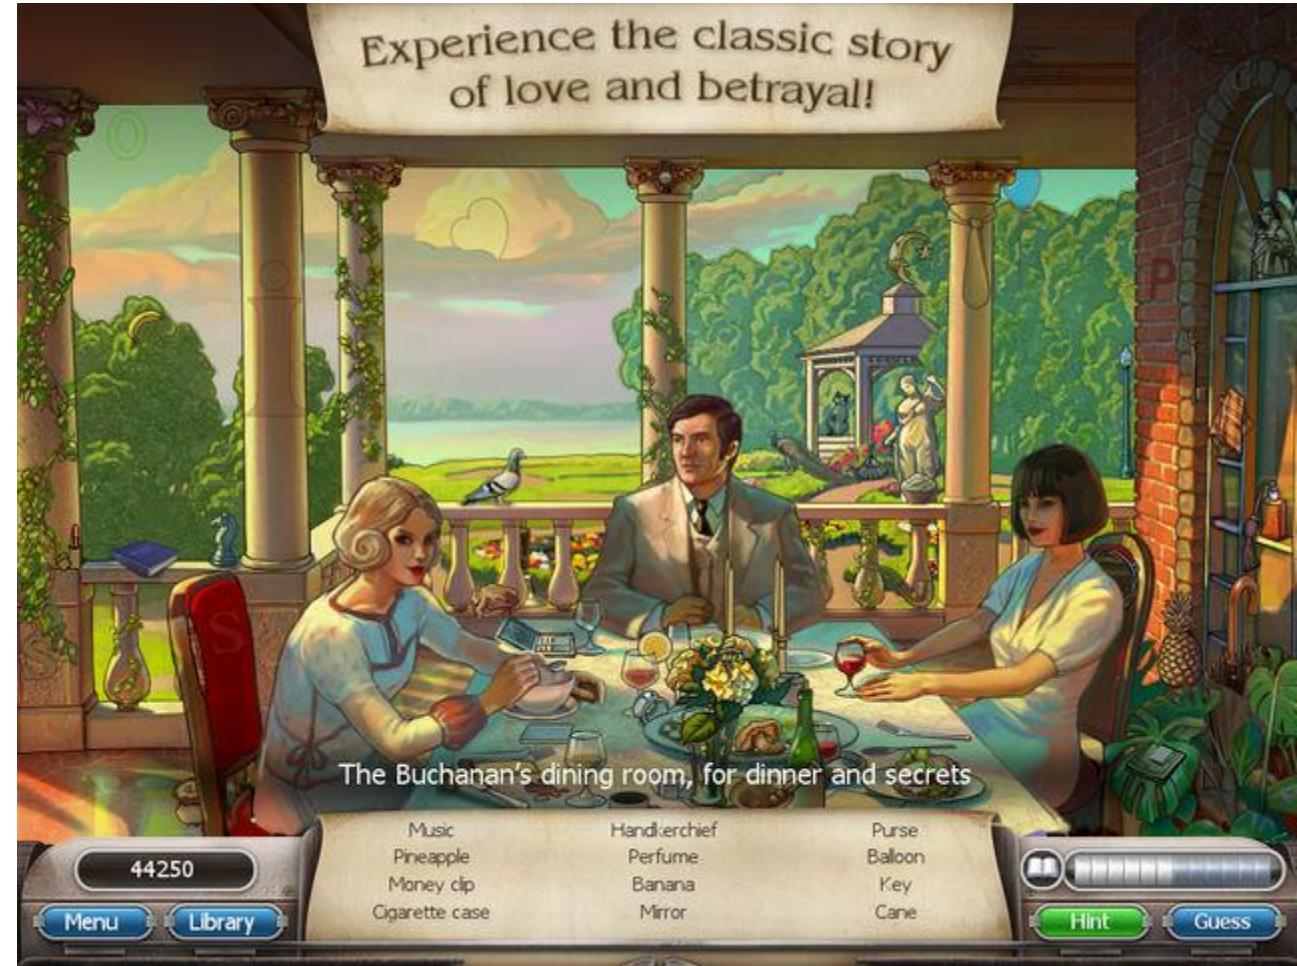 Experience the classic story
of love and betrayal!
O
P
S
S
The Buchanan's dining room, for dinner and secrets
Music Handkerchief Purse
Pineapple Perfume Balloon
Money clip Banana Key
Cigarette case Mirror Cane
44250
Menu Library Hint Guess